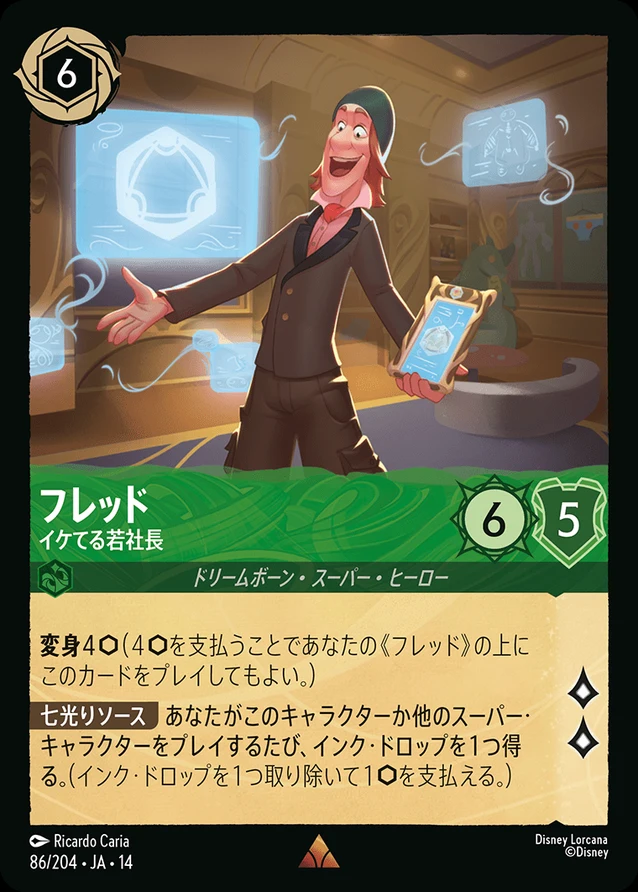 6
フレッド
イケてる若社長
6
5
ドリームボーン・スーパー・ヒーロー
変身4⬡(4⬡を支払うことであなたの《フレッド》の上に
このカードをプレイしてもよい。)
七光りソース あなたがこのキャラクターか他のスーパー・
キャラクターをプレイするたび、インク・ドロップを1つ得
る。(インク・ドロップを1つ取り除いて1⬡を支払える。)
Ricardo Caria
86/204・JA・14
Disney Lorcana
©Disney